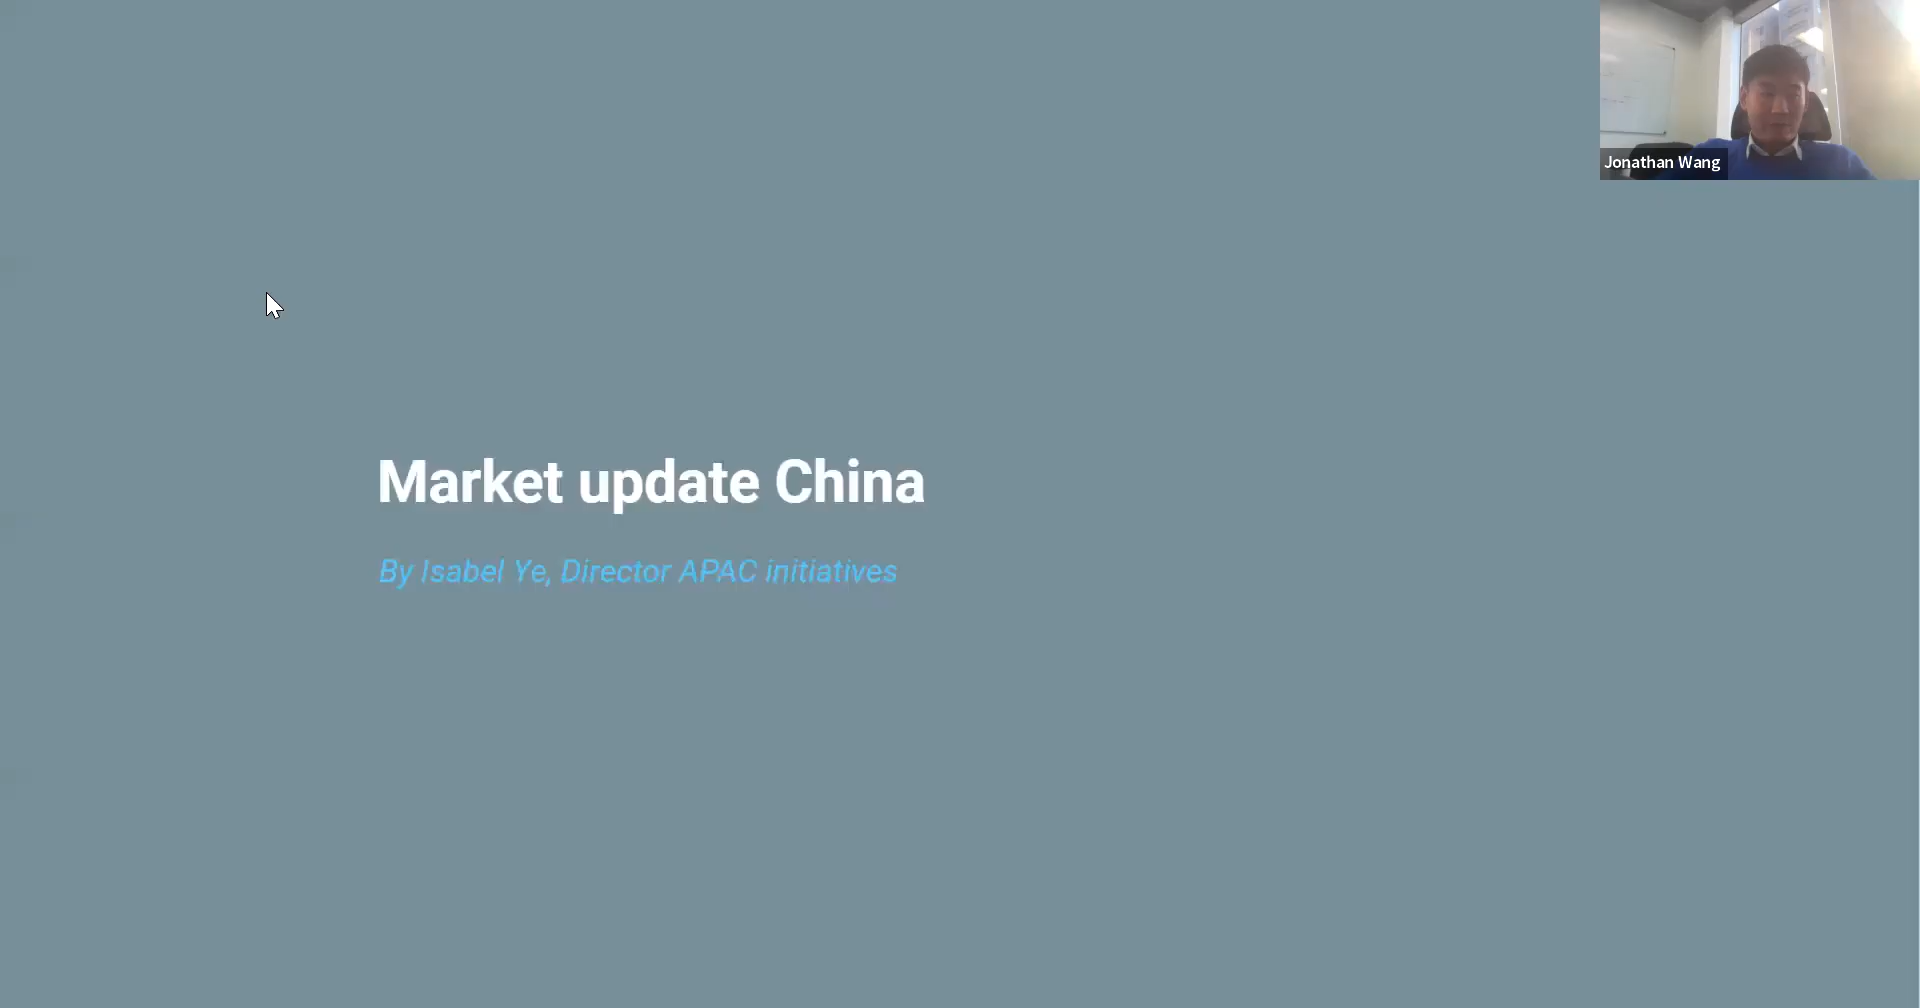 Jonathan Wang
Market update China
By Isabel Ye, Director APAC initiatives